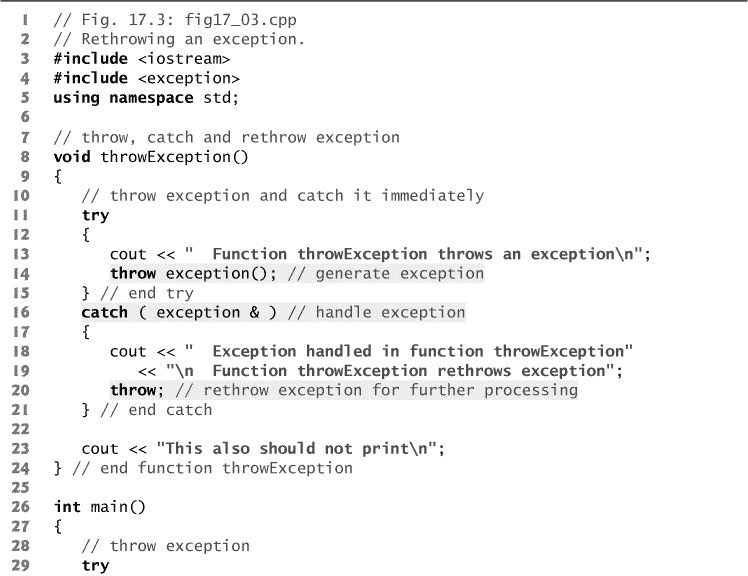 1 // Fig. 17.3: fig17_03.cpp
2 // Rethrowing an exception.
3 #include <iostream>
4 #include <exception>
5 using namespace std;
6
7 // throw, catch and rethrow exception
8 void throwException()
9 {
10 // throw exception and catch it immediately
11 try
12 {
13 cout << "  Function throwException throws an exception\n";
14 throw exception(); // generate exception
15 } // end try
16 catch ( exception & ) // handle exception
17 {
18 cout << "  Exception handled in function throwException"
19 << "\n  Function throwException rethrows exception";
20 throw; // rethrow exception for further processing
21 } // end catch
22
23 cout << "This also should not print\n";
24 } // end function throwException
25
26 int main()
27 {
28 // throw exception
29 try